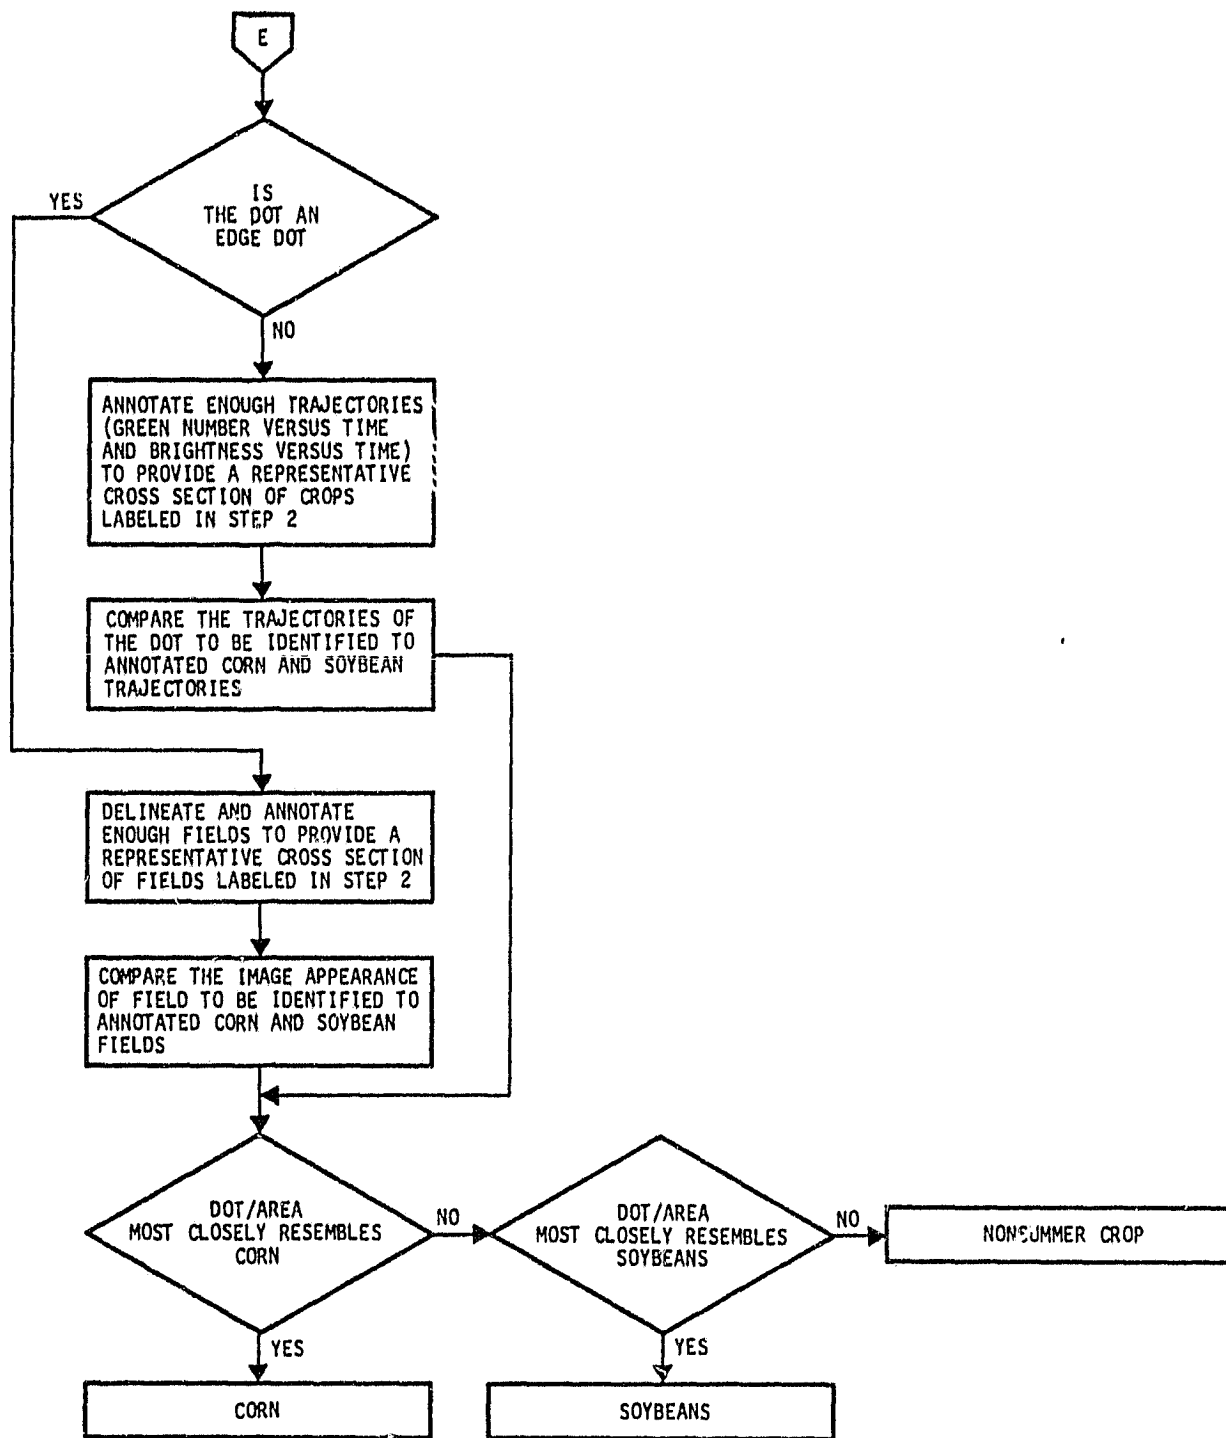 E
IS
THE DOT AN
EDGE DOT
YES
NO
ANNOTATE ENOUGH TRAJECTORIES
(GREEN NUMBER VERSUS TIME
AND BRIGHTNESS VERSUS TIME)
TO PROVIDE A REPRESENTATIVE
CROSS SECTION OF CROPS
LABELED IN STEP 2
COMPARE THE TRAJECTORIES OF
THE DOT TO BE IDENTIFIED TO
ANNOTATED CORN AND SOYBEAN
TRAJECTORIES
DELINEATE AND ANNOTATE
ENOUGH FIELDS TO PROVIDE A
REPRESENTATIVE CROSS SECTION
OF FIELDS LABELED IN STEP 2
COMPARE THE IMAGE APPEARANCE
OF FIELD TO BE IDENTIFIED TO
ANNOTATED CORN AND SOYBEAN
FIELDS
DOT/AREA
MOST CLOSELY RESEMBLES
CORN
NO
DOT/AREA
MOST CLOSELY RESEMBLES
SOYBEANS
NO
NONSUMMER CROP
YES
YES
CORN
SOYBEANS